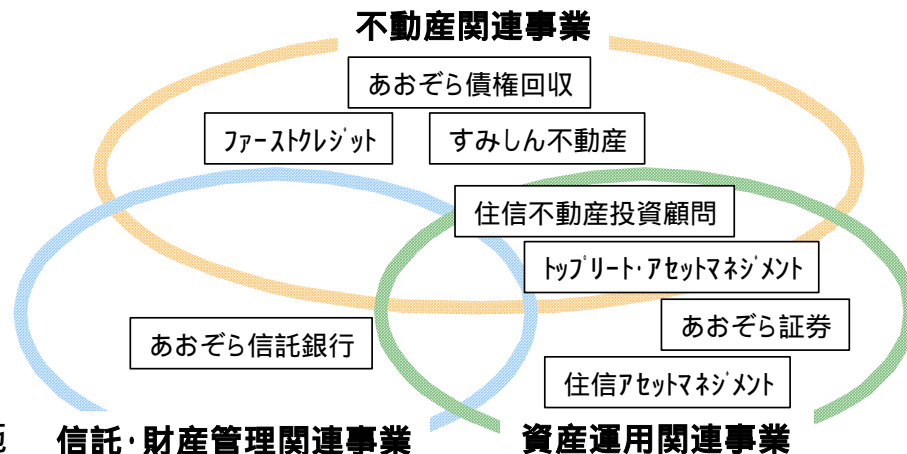 不動産関連事業
あおぞら債権回収
ファーストクレジット
すみしん不動産
住信不動産投資顧問
トップリート・アセットマネジメント
あおぞら証券
あおぞら信託銀行
住信アセットマネジメント
信託・財産管理関連事業
資産運用関連事業